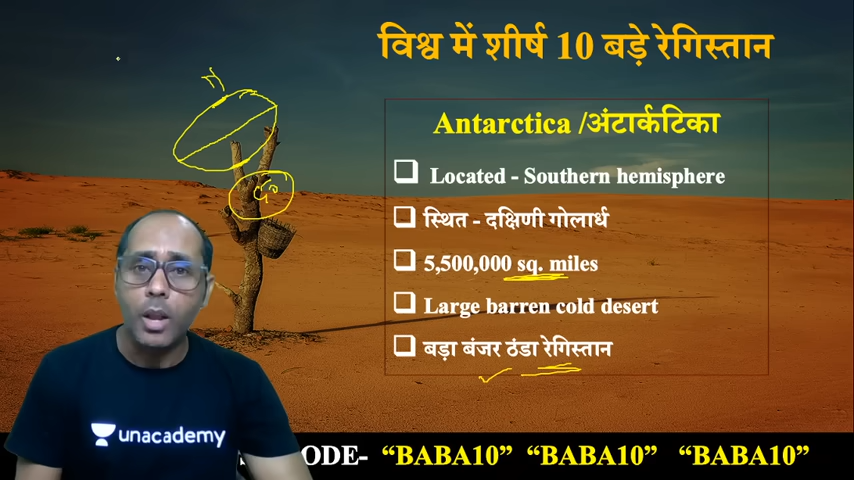 विश्व में शीर्ष 10 बड़े रेगिस्तान
Antarctica /अंटार्कटिका
Located - Southern hemisphere
स्थित - दक्षिणी गोलार्ध
5,500,000 sq. miles
Large barren cold desert
बड़ा बंजर ठंडा रेगिस्तान
unacademy
ODE- “BABA10” “BABA10” “BABA10”